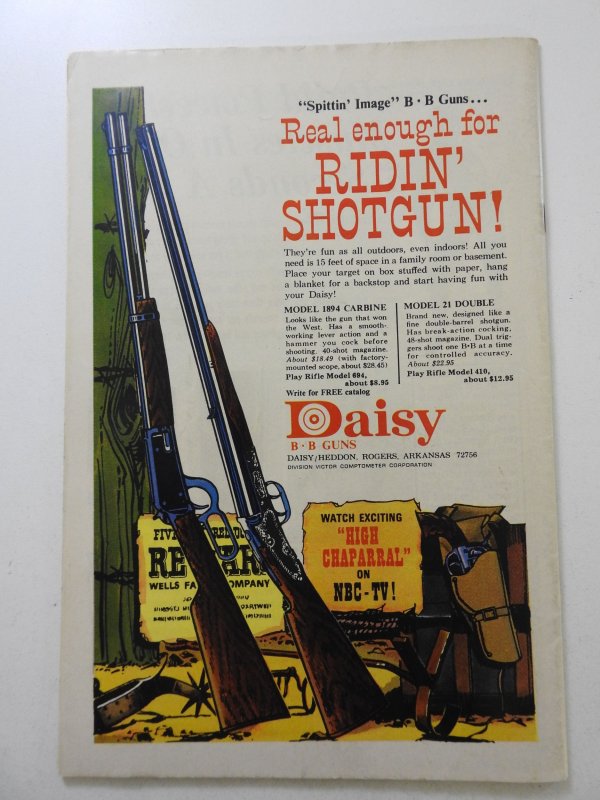 "Spittin' Image" B·B Guns...
Real enough for
RIDIN'
SHOTGUN!
They're fun as all outdoors, even indoors! All you
need is 15 feet of space in a family room or basement.
Place your target on box stuffed with paper, hang
a blanket for a backstop and start having fun with
your Daisy!
MODEL 1894 CARBINE
Looks like the gun that won
the West. Has a smooth-
working lever action and a
hammer you cock before
shooting. 40-shot magazine.
About $18.49 (with factory-
mounted scope, about $28.45)
Play Rifle Model 694,
about $8.95
Write for FREE catalog
MODEL 21 DOUBLE
Brand new, designed like a
fine double-barrel shotgun.
Has break-action cocking,
48-shot magazine. Dual trig-
gers shoot one B·B at a time
for controlled accuracy.
About $22.95
Play Rifle Model 410,
about $12.95
Daisy
B·B GUNS
DAISY/HEDDON, ROGERS, ARKANSAS 72756
DIVISION VICTOR COMPTOMETER CORPORATION
FIV
RE AR
WELLS FA COMPANY
WATCH EXCITING
"HIGH
CHAPARRAL"
ON
NBC-TV!